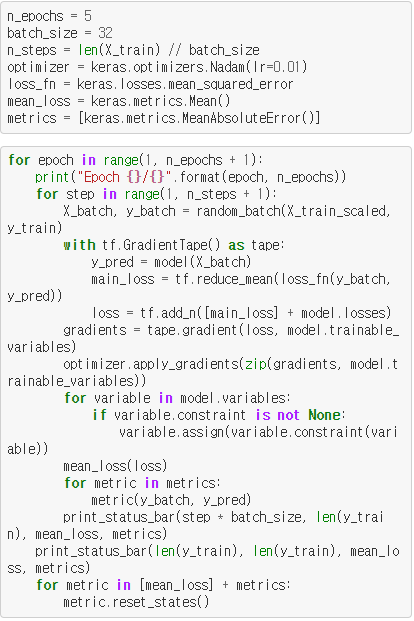 n_epochs = 5
batch_size = 32
n_steps = len(X_train) // batch_size
optimizer = keras.optimizers.Nadam(lr=0.01)
loss_fn = keras.losses.mean_squared_error
mean_loss = keras.metrics.Mean()
metrics = [keras.metrics.MeanAbsoluteError()]
for epoch in range(1, n_epochs + 1):
    print("Epoch {}/{}".format(epoch, n_epochs))
    for step in range(1, n_steps + 1):
        X_batch, y_batch = random_batch(X_train_scaled,
y_train)
        with tf.GradientTape() as tape:
            y_pred = model(X_batch)
            main_loss = tf.reduce_mean(loss_fn(y_batch,
y_pred))
            loss = tf.add_n([main_loss] + model.losses)
        gradients = tape.gradient(loss, model.trainable_
variables)
        optimizer.apply_gradients(zip(gradients, model.t
rainable_variables))
        for variable in model.variables:
            if variable.constraint is not None:
                variable.assign(variable.constraint(vari
able))
        mean_loss(loss)
        for metric in metrics:
            metric(y_batch, y_pred)
        print_status_bar(step * batch_size, len(y_trai
n), mean_loss, metrics)
    print_status_bar(len(y_train), len(y_train), mean_lo
ss, metrics)
    for metric in [mean_loss] + metrics:
        metric.reset_states()